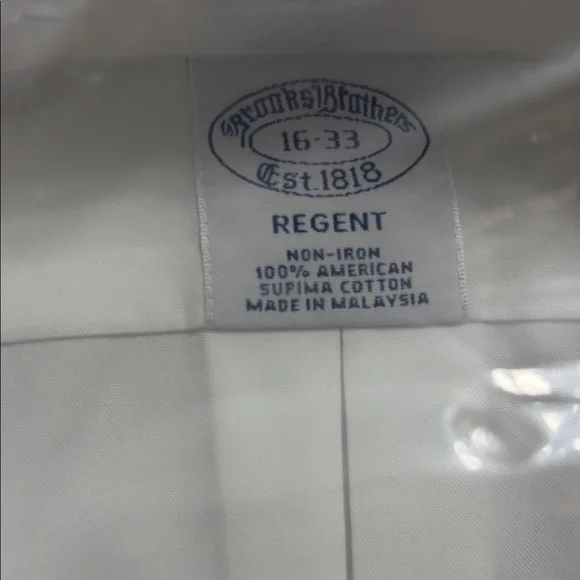 Brooks Brothers
16-33
Est.1818
REGENT
NON-IRON
100% AMERICAN
SUPIMA COTTON
MADE IN MALAYSIA